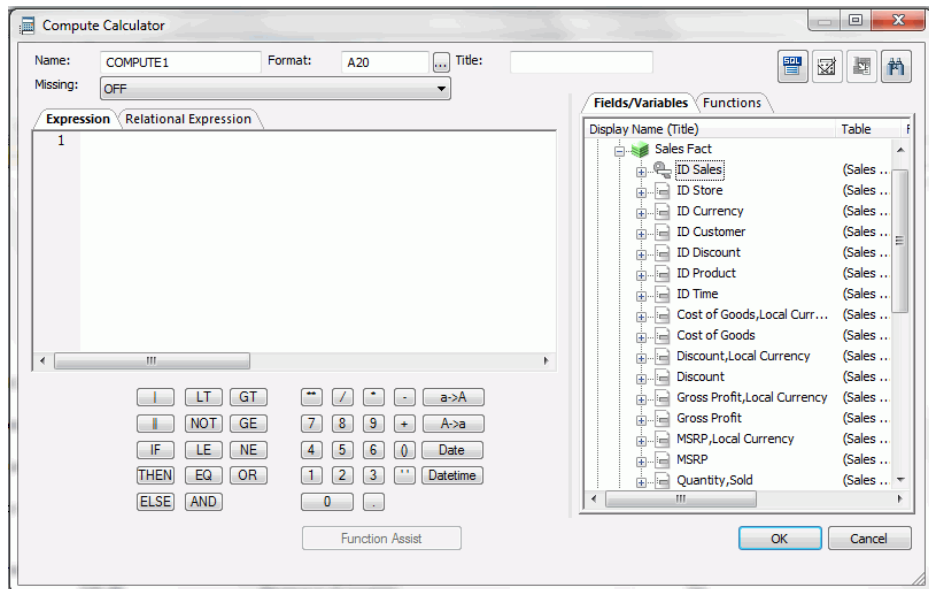 Compute Calculator
Name: COMPUTE1 Format: A20 ... Title:
SQL
Missing: OFF
Expression Relational Expression
1
Fields/Variables Functions
Display Name (Title) Table F
Sales Fact
ID Sales (Sales ...
ID Store (Sales ...
ID Currency (Sales ...
ID Customer (Sales ...
ID Discount (Sales ...
ID Product (Sales ...
ID Time (Sales ...
Cost of Goods,Local Curr... (Sales ...
Cost of Goods (Sales ...
Discount,Local Currency (Sales ...
Discount (Sales ...
Gross Profit,Local Currency (Sales ...
Gross Profit (Sales ...
MSRP,Local Currency (Sales ...
MSRP (Sales ...
Quantity,Sold (Sales ...
| LT GT ** / * - a->A
|| NOT GE 7 8 9 + A->a
IF LE NE 4 5 6 () Date
THEN EQ OR 1 2 3 ' ' Datetime
ELSE AND 0 .
Function Assist
OK Cancel